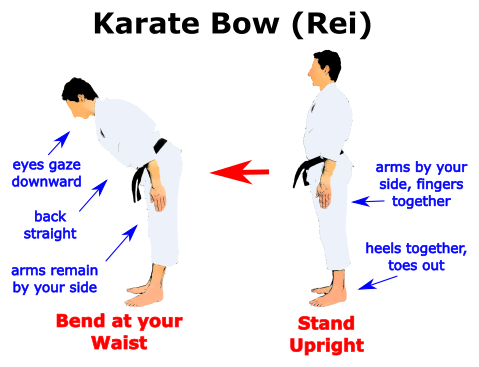 Karate Bow (Rei)
eyes gaze
downward
back
straight
arms remain
by your side
Bend at your
Waist
arms by your
side, fingers
together
heels together,
toes out
Stand
Upright